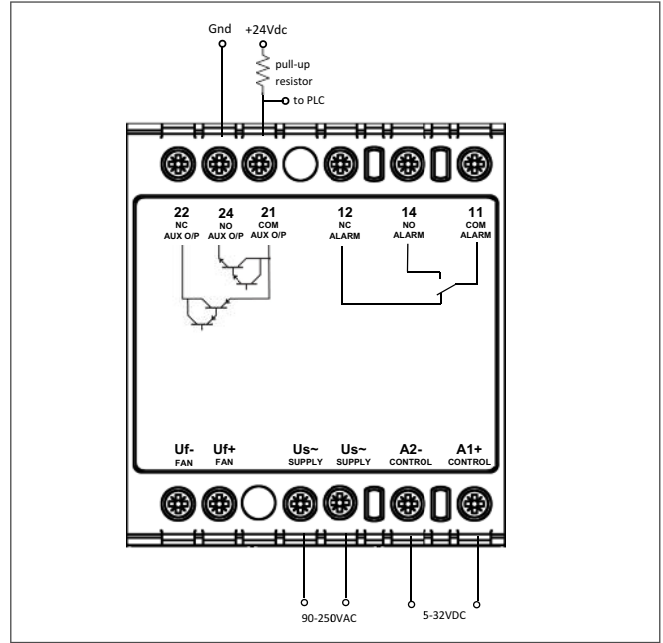 Gnd +24Vdc
pull-up
resistor
to PLC
22 24 21 12 14 11
NC NO COM NC NO COM
AUX O/P AUX O/P AUX O/P ALARM ALARM ALARM
Uf- Uf+ Us~ Us~ A2- A1+
FAN FAN SUPPLY SUPPLY CONTROL CONTROL
90-250VAC 5-32VDC